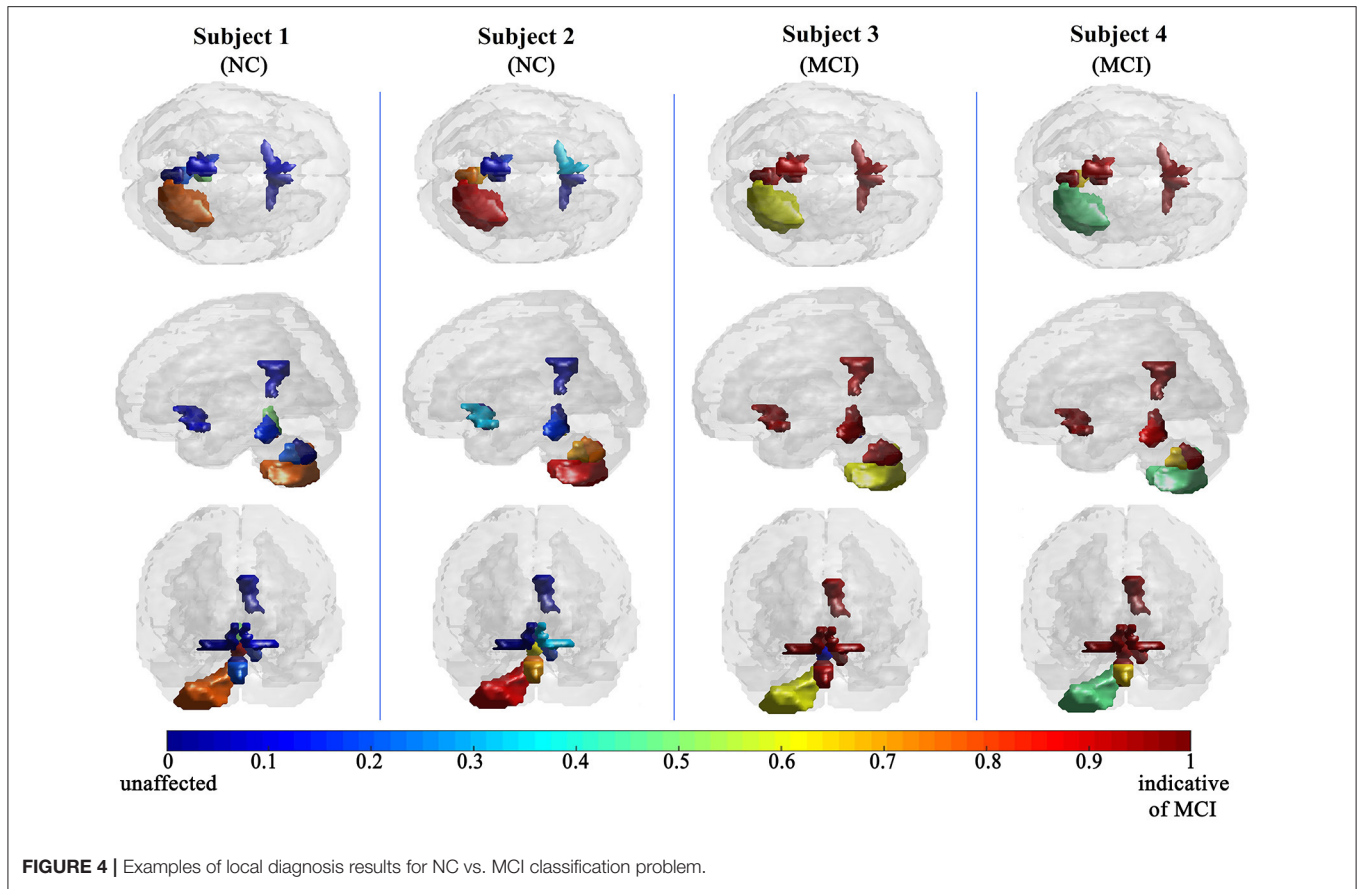 Subject 1
(NC)
Subject 2
(NC)
Subject 3
(MCI)
Subject 4
(MCI)
0 0.1 0.2 0.3 0.4 0.5 0.6 0.7 0.8 0.9 1
unaffected
indicative
of MCI
FIGURE 4 | Examples of local diagnosis results for NC vs. MCI classification problem.